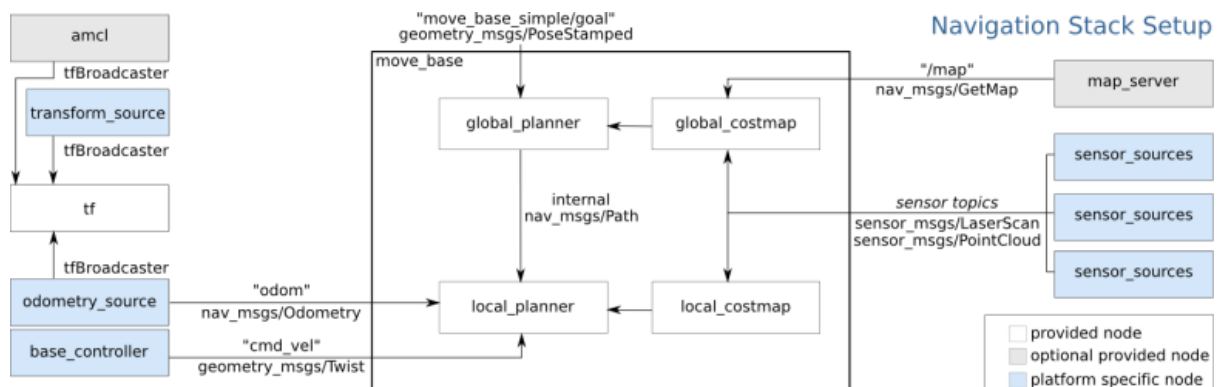 Navigation Stack Setup
amcl
tfBroadcaster
transform_source
tfBroadcaster
tf
tfBroadcaster
odometry_source
base_controller
"odom"
nav_msgs/Odometry
"cmd_vel"
geometry_msgs/Twist
"move_base_simple/goal"
geometry_msgs/PoseStamped
move_base
global_planner
global_costmap
internal
nav_msgs/Path
local_planner
local_costmap
"/map"
nav_msgs/GetMap
map_server
sensor_sources
sensor topics
sensor_msgs/LaserScan
sensor_msgs/PointCloud
sensor_sources
sensor_sources
provided node
optional provided node
platform specific node